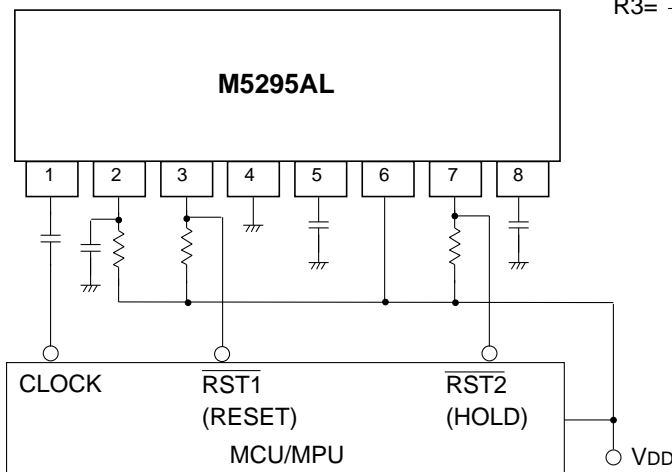 R3=
M5295AL
1 2 3 4 5 6 7 8
CLOCK RST1 RST2
(RESET) (HOLD)
MCU/MPU
VDD